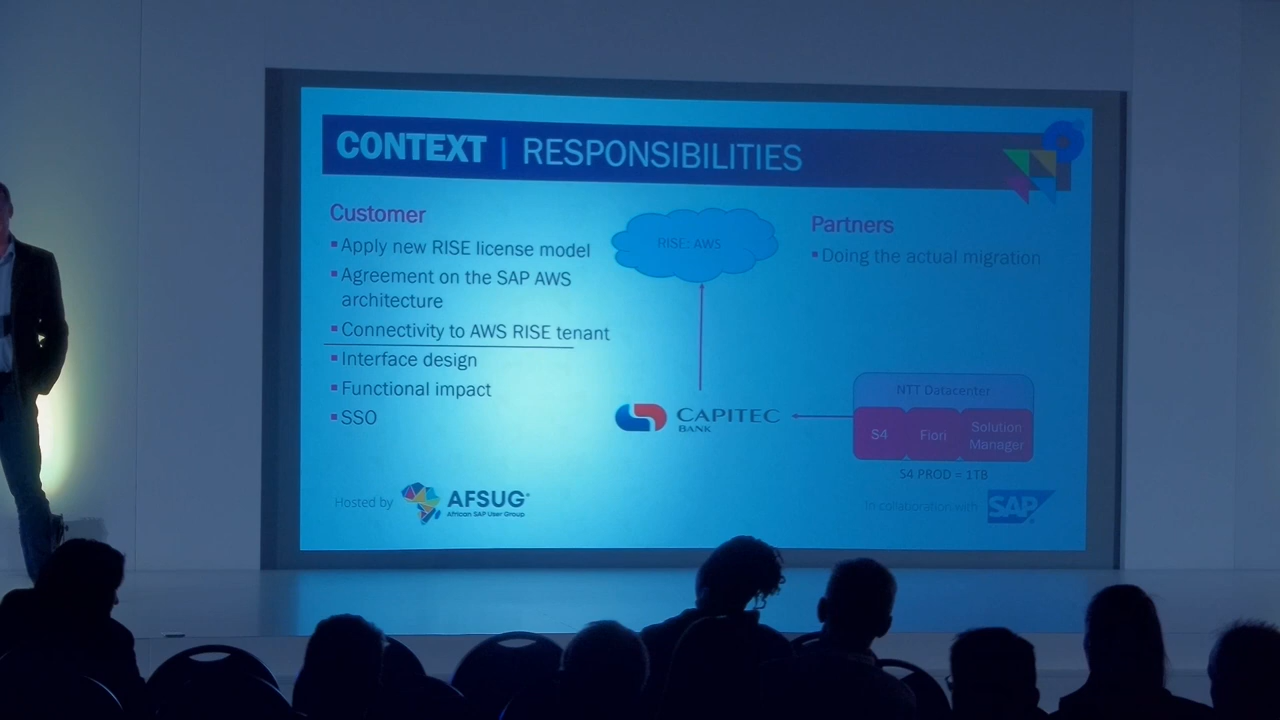 CONTEXT | RESPONSIBILITIES
Customer
▪ Apply new RISE license model
▪ Agreement on the SAP AWS
architecture
▪ Connectivity to AWS RISE tenant
▪ Interface design
▪ Functional impact
▪ SSO
RISE: AWS
CAPITEC
BANK
Partners
▪ Doing the actual migration
NTT Datacenter
S4
Fiori
Solution
Manager
S4 PROD = 1TB
Hosted by
AFSUG
African SAP User Group
In collaboration with
SAP